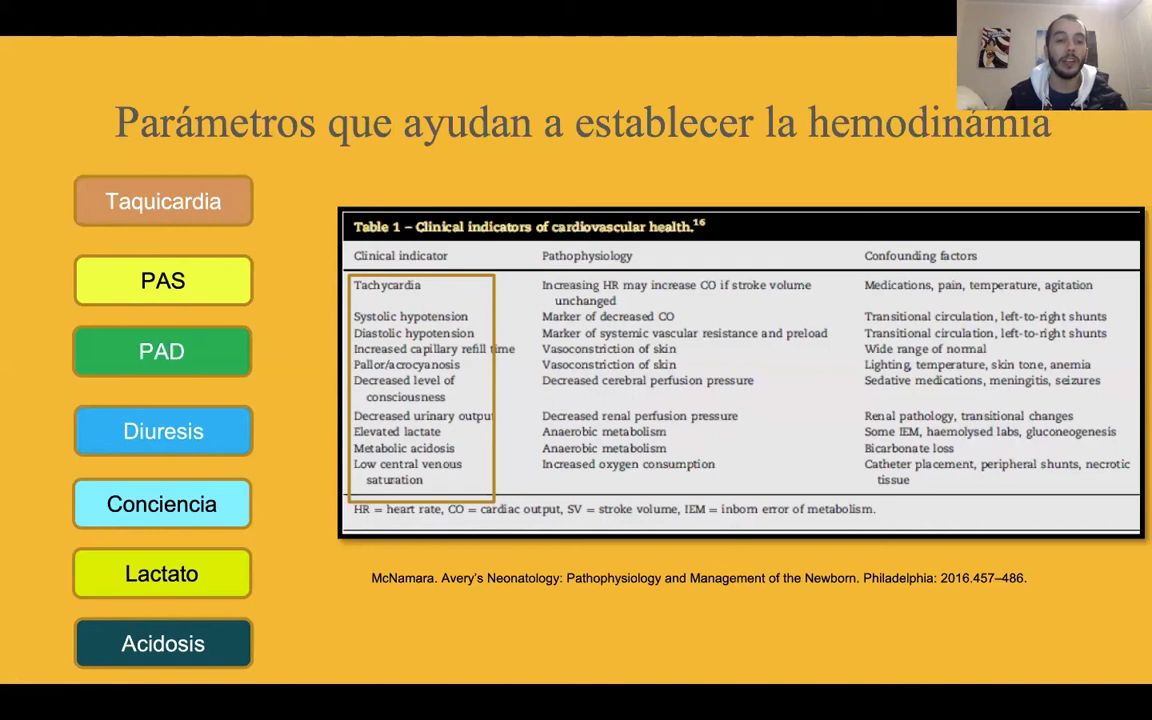 Parámetros que ayudan a establecer la hemodinámia
Taquicardia
PAS
PAD
Diuresis
Conciencia
Lactato
Acidosis
Table 1 – Clinical indicators of cardiovascular health.16
Clinical indicator Pathophysiology Confounding factors
Tachycardia Increasing HR may increase CO if stroke volume Medications, pain, temperature, agitation
unchanged
Systolic hypotension Marker of decreased CO Transitional circulation, left-to-right shunts
Diastolic hypotension Marker of systemic vascular resistance and preload Transitional circulation, left-to-right shunts
Increased capillary refill time Vasoconstriction of skin Wide range of normal
Pallor/acrocyanosis Vasoconstriction of skin Lighting, temperature, skin tone, anemia
Decreased level of Decreased cerebral perfusion pressure Sedative medications, meningitis, seizures
consciousness
Decreased urinary output Decreased renal perfusion pressure Renal pathology, transitional changes
Elevated lactate Anaerobic metabolism Some IEM, haemolysed labs, gluconeogenesis
Metabolic acidosis Anaerobic metabolism Bicarbonate loss
Low central venous Increased oxygen consumption Catheter placement, peripheral shunts, necrotic
saturation tissue
HR = heart rate, CO = cardiac output, SV = stroke volume, IEM = inborn error of metabolism.
McNamara. Avery's Neonatology: Pathophysiology and Management of the Newborn. Philadelphia: 2016.457–486.